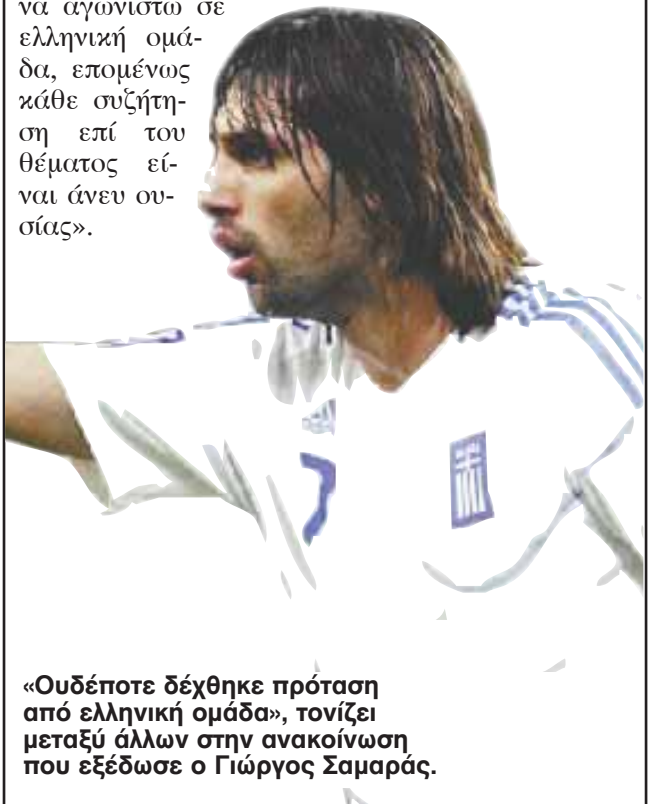 να αγωνιστώ σε
ελληνική ομά-
δα, επομένως
κάθε συζήτη-
ση επί του
θέματος εί-
ναι άνευ ου-
σίας».
7
«Ουδέποτε δέχθηκε πρόταση
από ελληνική ομάδα», τονίζει
μεταξύ άλλων στην ανακοίνωση
που εξέδωσε ο Γιώργος Σαμαράς.